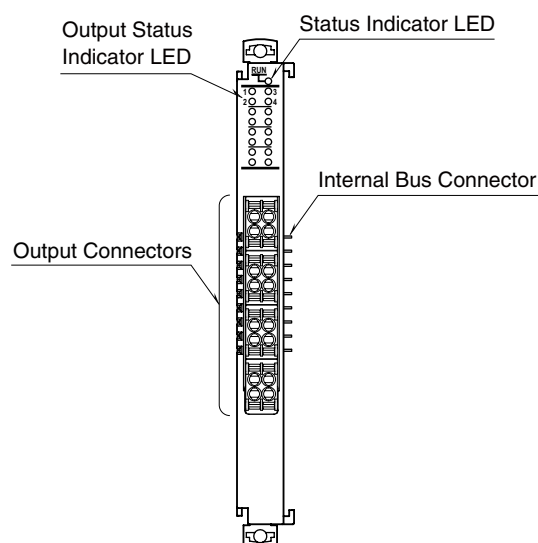 Output Status
Indicator LED
Status Indicator LED
RUN
1 3
2 4
Internal Bus Connector
Output Connectors